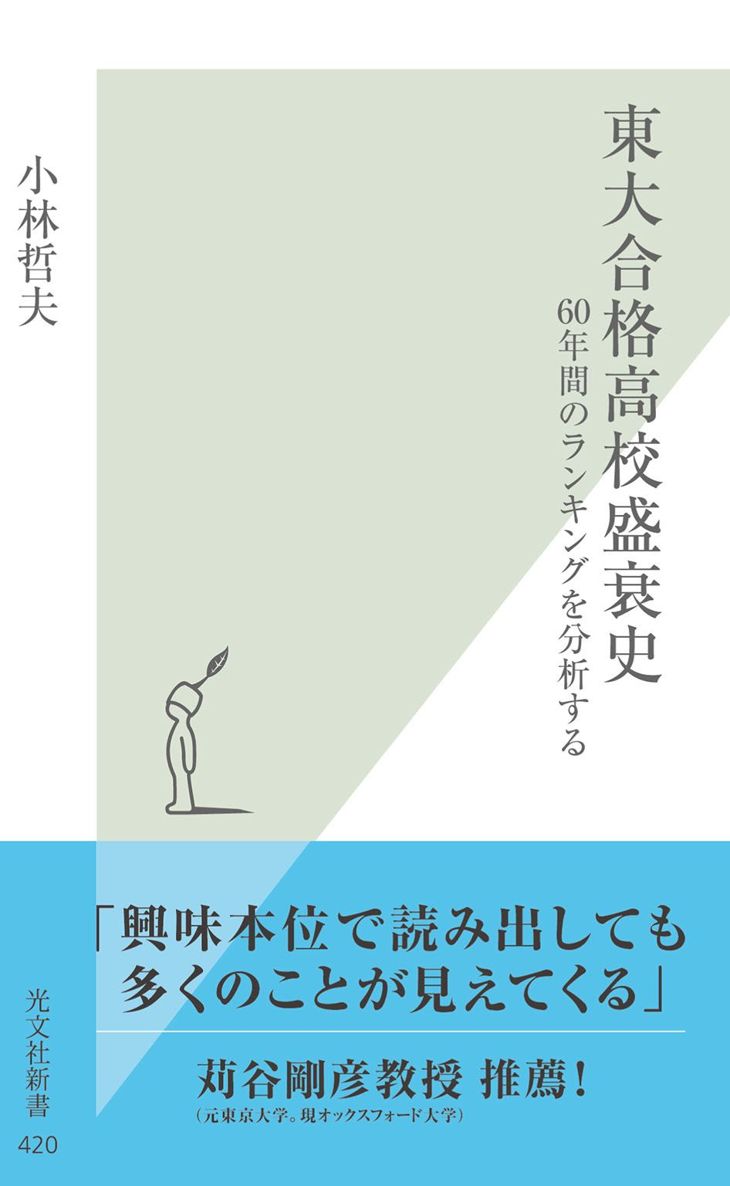 東大合格高校盛衰史
60年間のランキングを分析する
小林哲夫
「興味本位で読み出しても
多くのことが見えてくる」
苅谷剛彦教授 推薦！
（元東京大学。現オックスフォード大学）
光文社新書
420